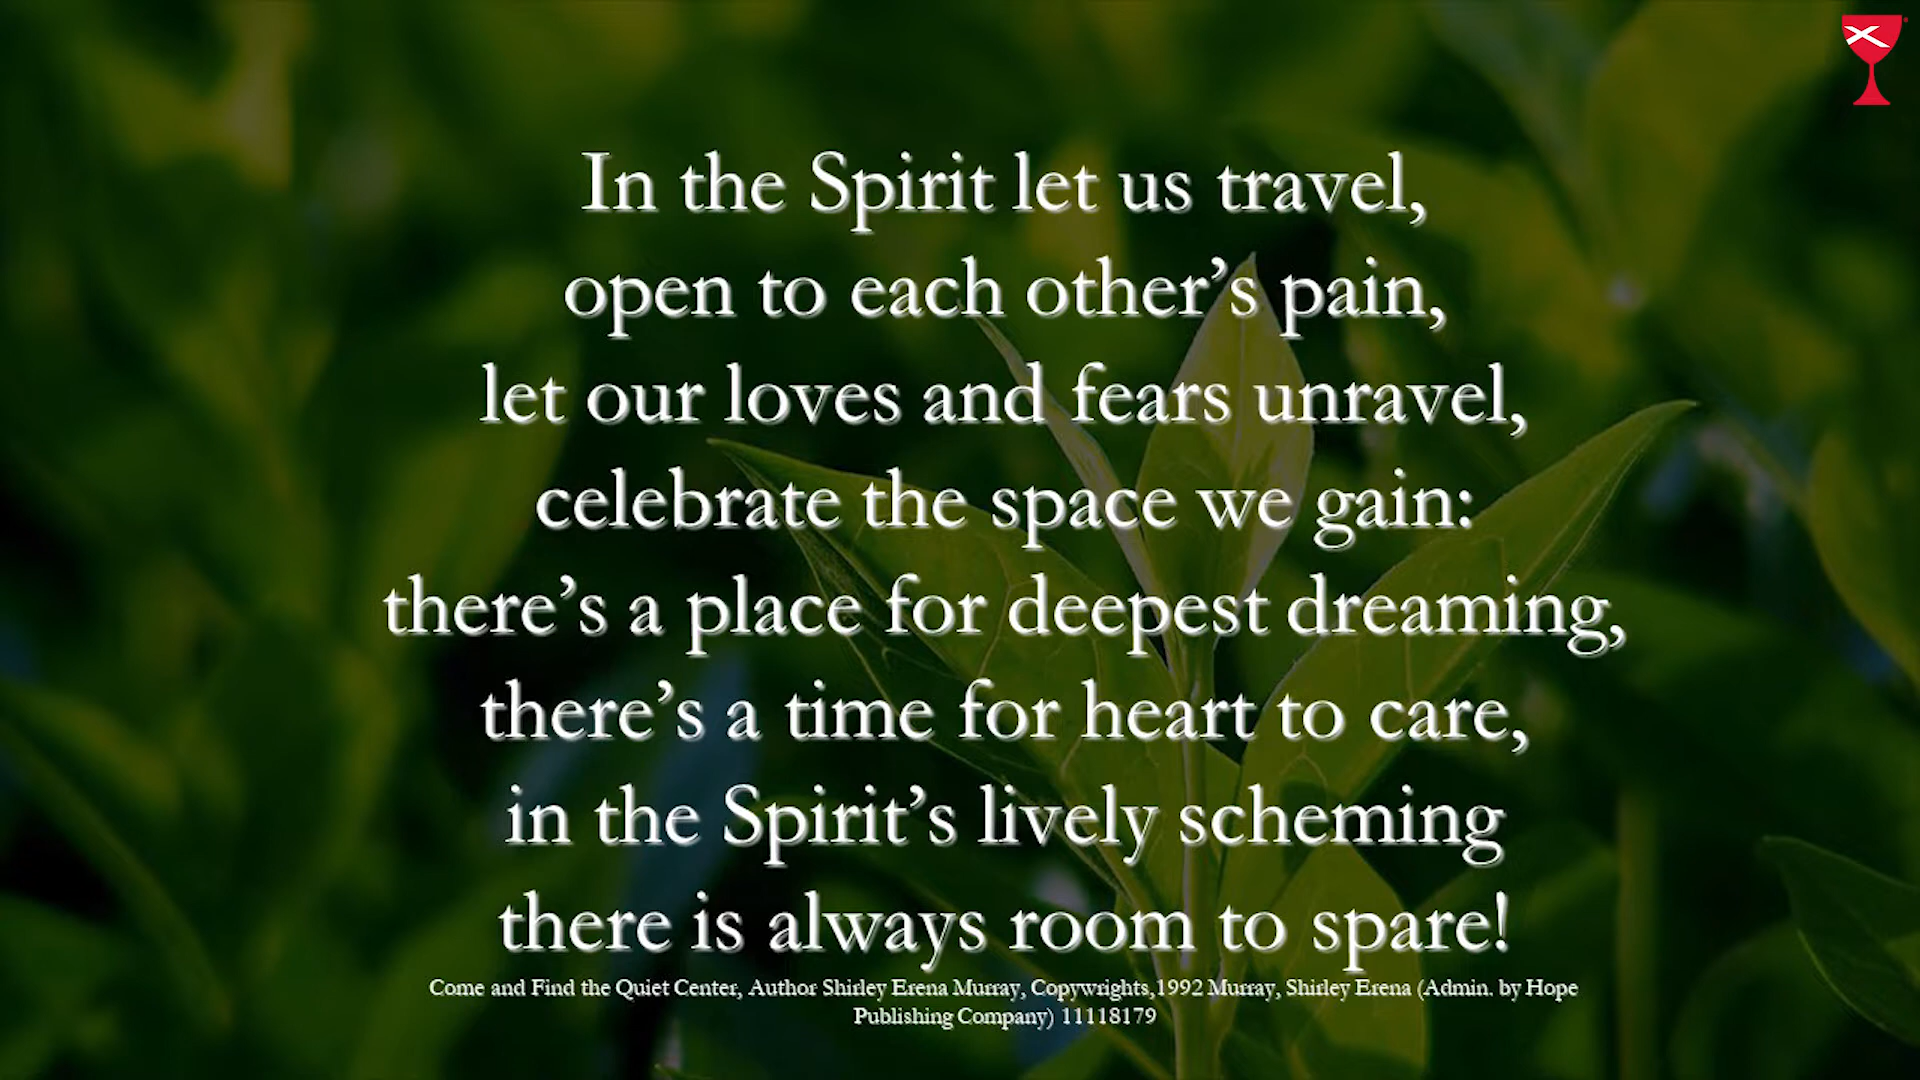 In the Spirit let us travel,
open to each other’s pain,
let our loves and fears unravel,
celebrate the space we gain:
there’s a place for deepest dreaming,
there’s a time for heart to care,
in the Spirit’s lively scheming
there is always room to spare!
Come and Find the Quiet Center, Author Shirley Erena Murray, Copywrights,1992 Murray, Shirley Erena (Admin. by Hope
Publishing Company) 11118179